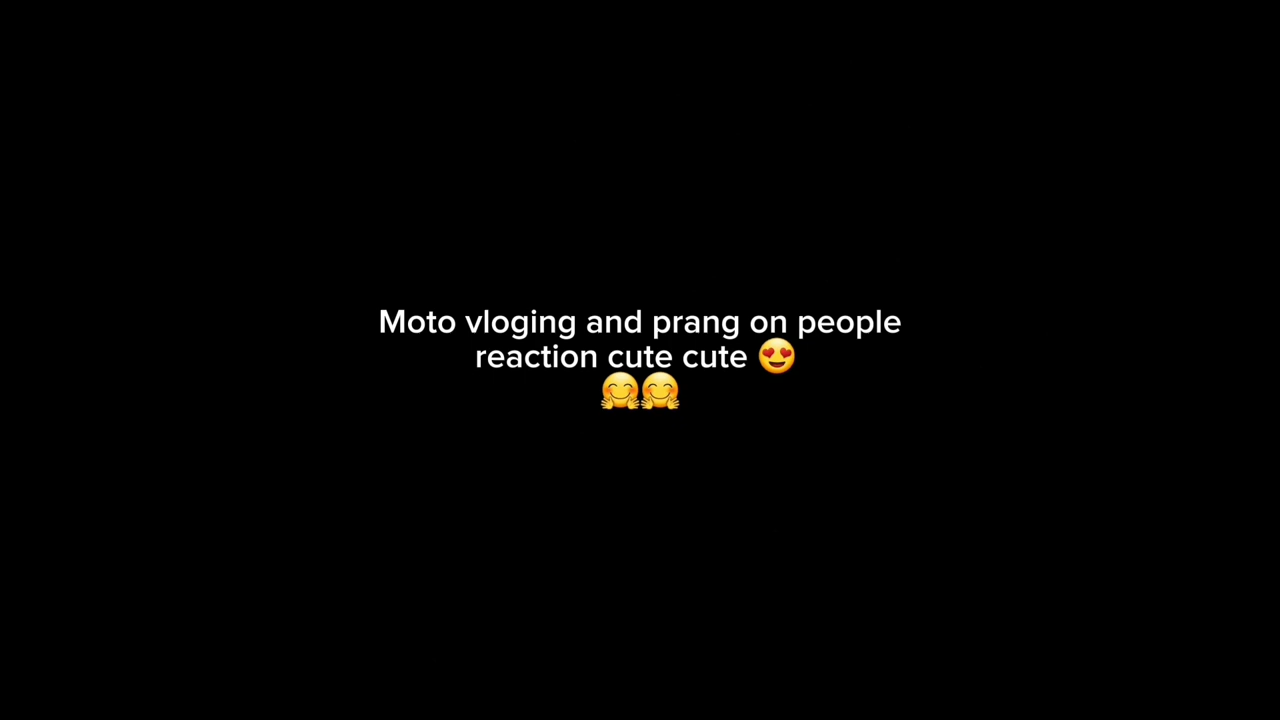 Moto vloging and prang on people
reaction cute cute 😍
🤗🤗